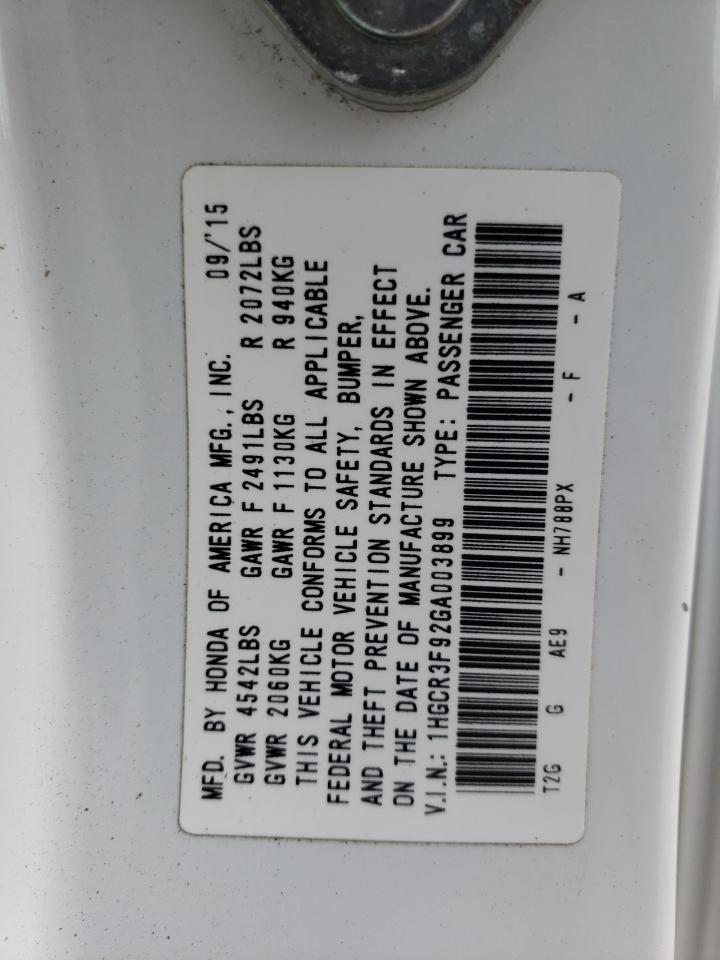 MFD. BY HONDA OF AMERICA MFG., INC. 09/'15
GVWR 4542LBS GAWR F 2491LBS R 2072LBS
GVWR 2060KG GAWR F 1130KG R 940KG
THIS VEHICLE CONFORMS TO ALL APPLICABLE
FEDERAL MOTOR VEHICLE SAFETY, BUMPER,
AND THEFT PREVENTION STANDARDS IN EFFECT
ON THE DATE OF MANUFACTURE SHOWN ABOVE.
V.I.N.: 1HGCR3F92GA003899 TYPE: PASSENGER CAR
T2G G AE9 - NH788PX - F - A